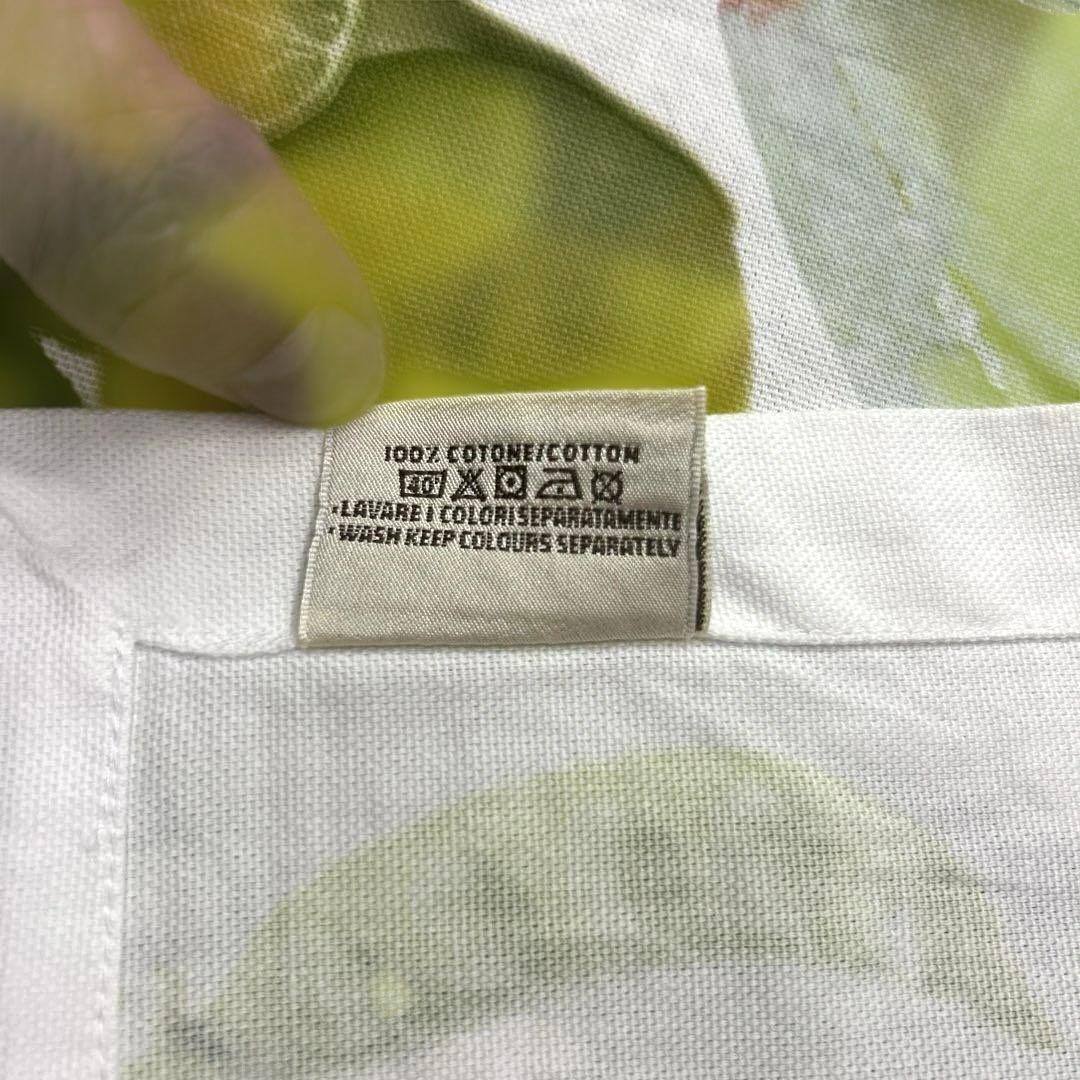 100% COTONE/COTTON
40°
•LAVARE I COLORI SEPARATAMENTE
•WASH KEEP COLOURS SEPARATELY